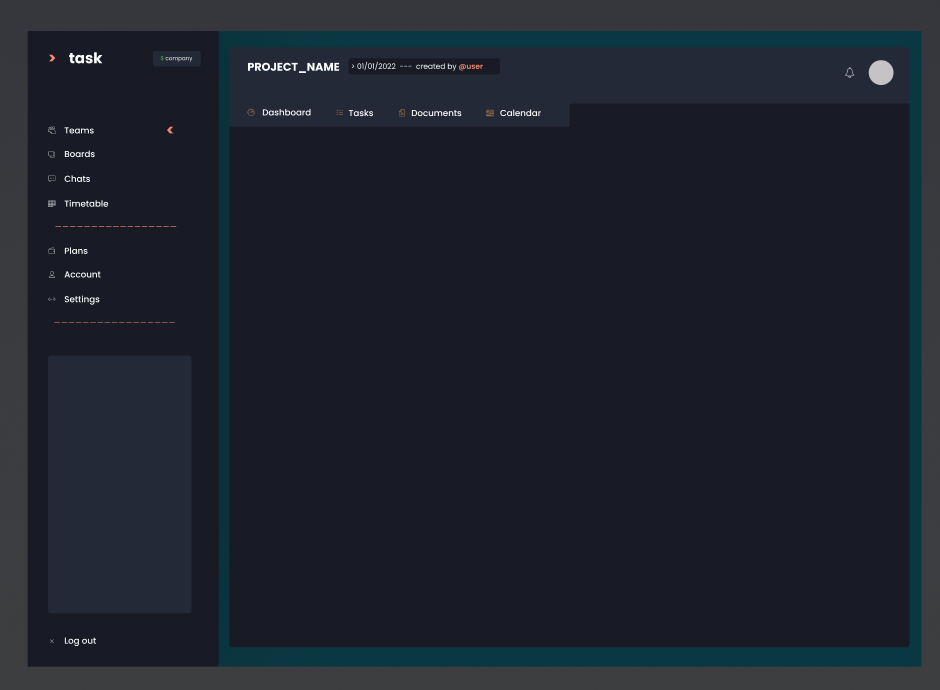 > task
$ company
Teams
Boards
Chats
Timetable
-----------------
Plans
Account
Settings
-----------------
Log out
PROJECT_NAME
> 01/01/2022 --- created by @user
Dashboard Tasks Documents Calendar